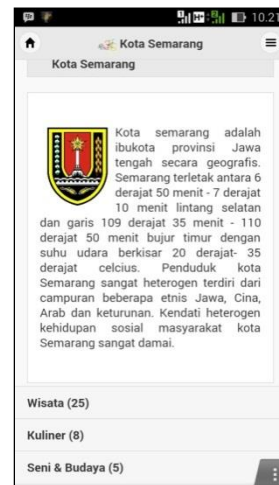 10.21
Kota Semarang
Kota Semarang
Kota semarang adalah
ibukota provinsi Jawa
tengah secara geografis.
Semarang terletak antara 6
derajat 50 menit - 7 derajat
10 menit lintang selatan
dan garis 109 derajat 35 menit - 110
derajat 50 menit bujur timur dengan
suhu udara berkisar 20 derajat- 35
derajat celcius. Penduduk kota
Semarang sangat heterogen terdiri dari
campuran beberapa etnis Jawa, Cina,
Arab dan keturunan. Kendati heterogen
kehidupan sosial masyarakat kota
Semarang sangat damai.
Wisata (25)
Kuliner (8)
Seni & Budaya (5)